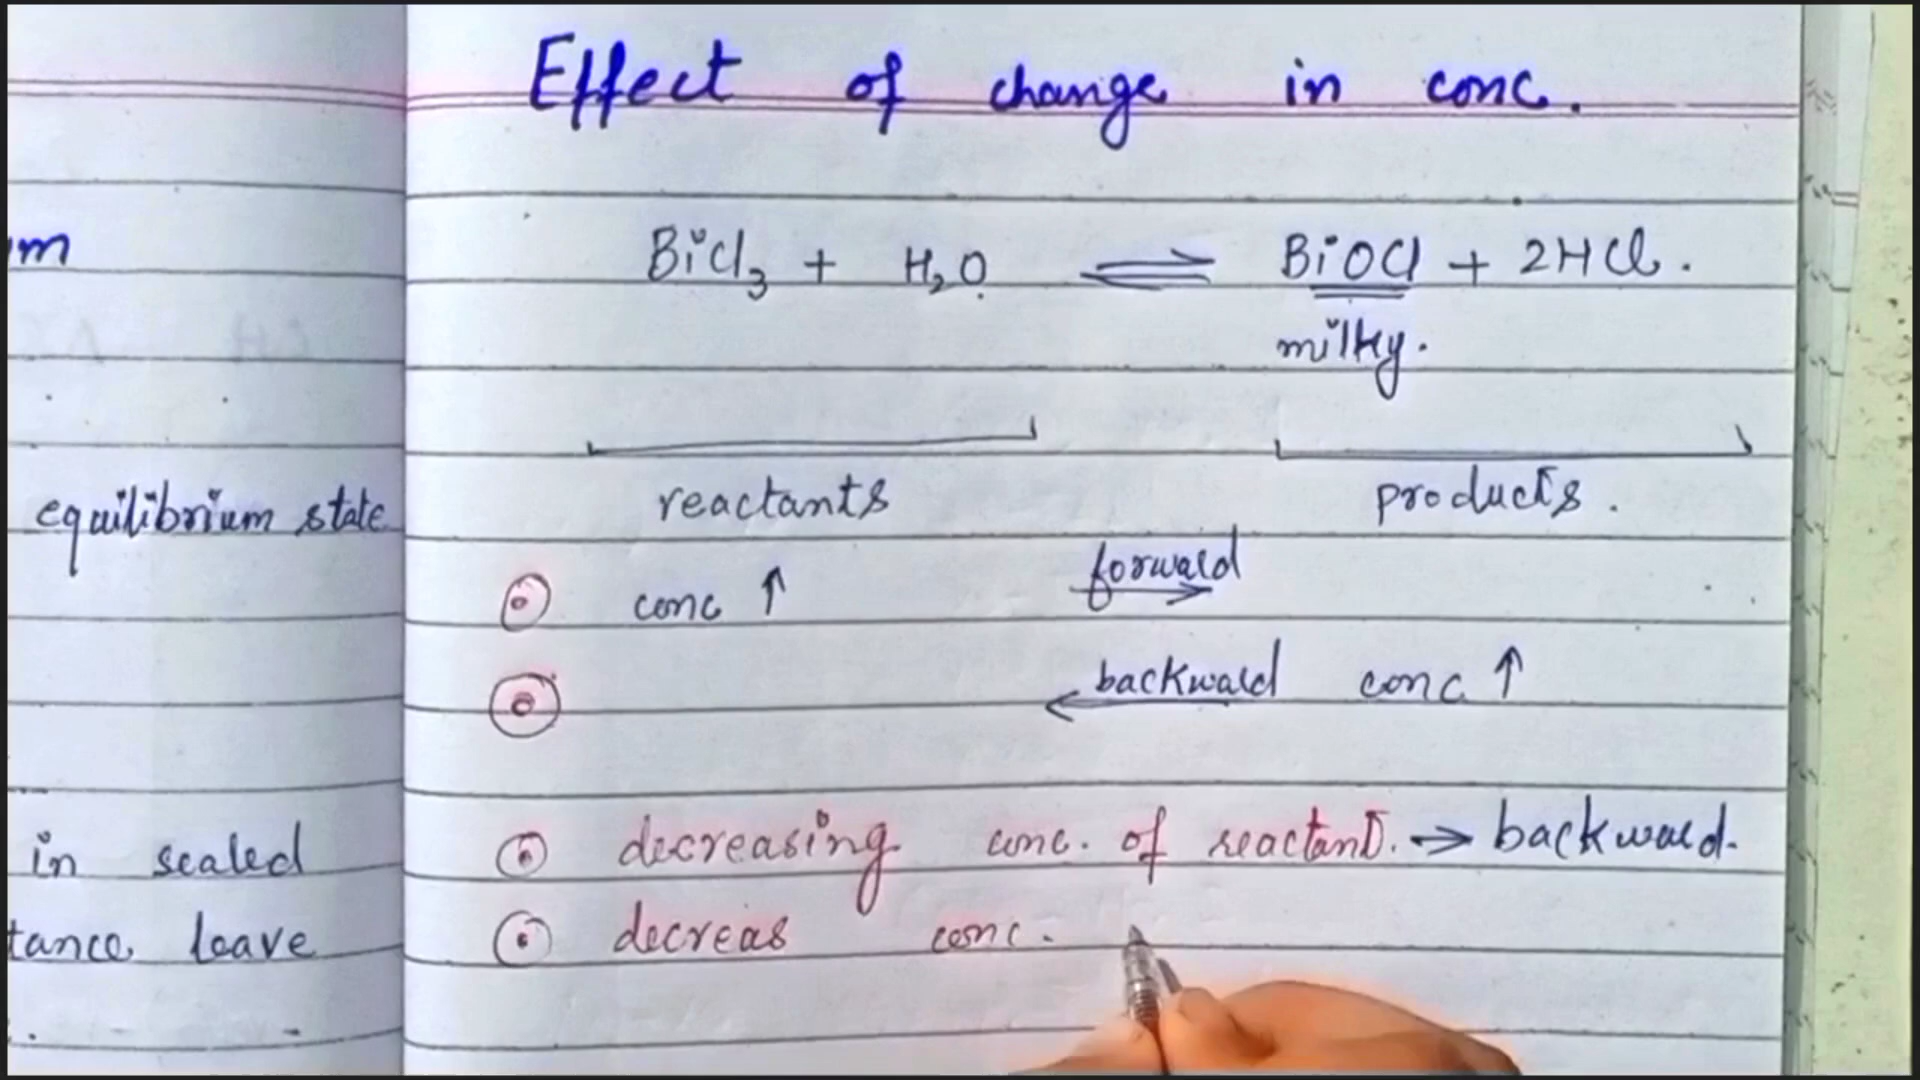 Effect of change in conc.
BiCl₃ + H₂O ⇌ BiOCl + 2HCl.
milky.
reactants products.
conc ↑ forward
backward conc ↑
decreasing conc. of reactant. → backward.
decreas conc.
m
equilibrium state
in sealed
tance leave